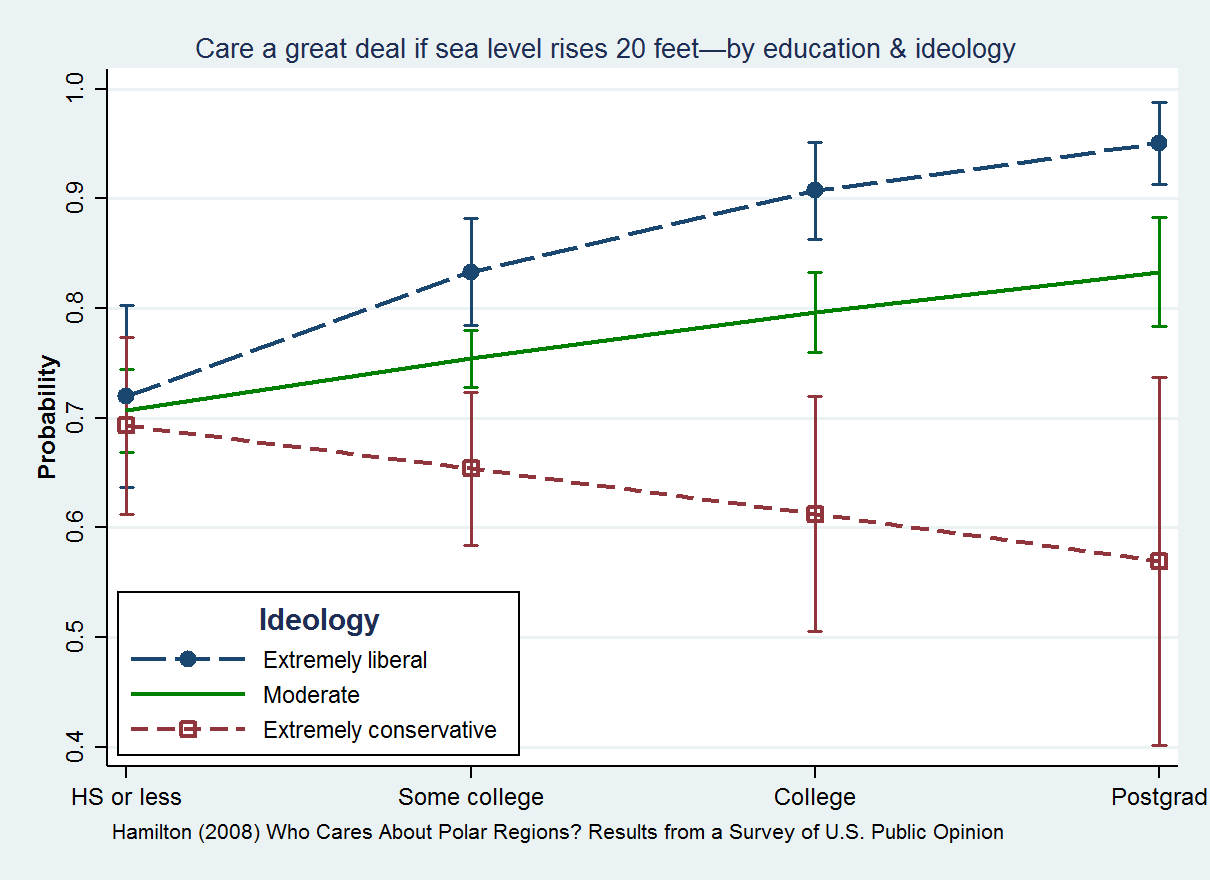 Care a great deal if sea level rises 20 feet—by education & ideology
Probability
1.0
0.9
0.8
0.7
0.6
0.5
0.4
Ideology
Extremely liberal
Moderate
Extremely conservative
HS or less
Some college
College
Postgrad
Hamilton (2008) Who Cares About Polar Regions? Results from a Survey of U.S. Public Opinion